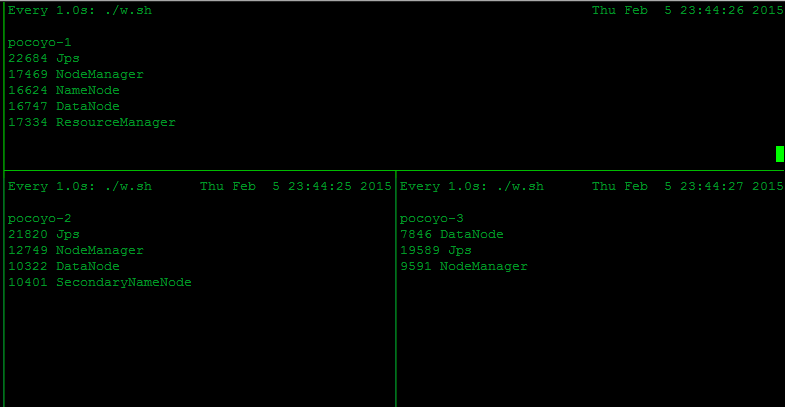 Every 1.0s: ./w.sh Thu Feb  5 23:44:26 2015
pocoyo-1
22684 Jps
17469 NodeManager
16624 NameNode
16747 DataNode
17334 ResourceManager
Every 1.0s: ./w.sh Thu Feb  5 23:44:25 2015
pocoyo-2
21820 Jps
12749 NodeManager
10322 DataNode
10401 SecondaryNameNode
Every 1.0s: ./w.sh Thu Feb  5 23:44:27 2015
pocoyo-3
7846 DataNode
19589 Jps
9591 NodeManager